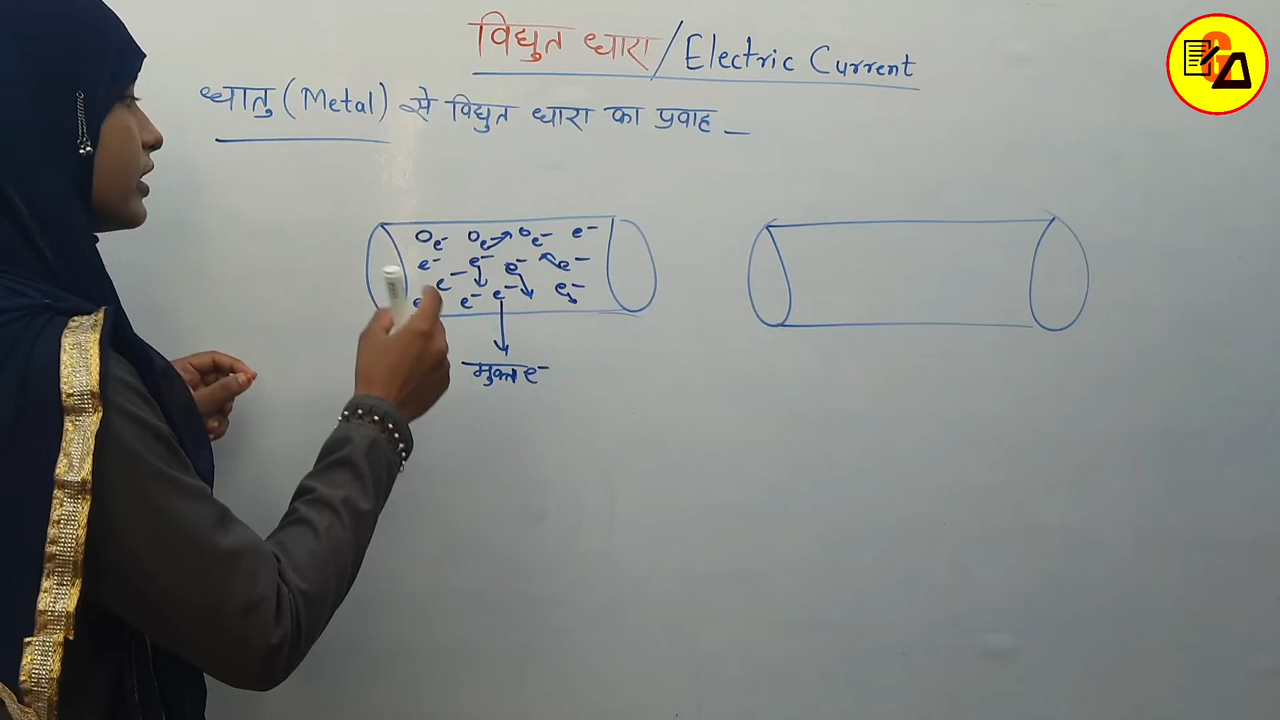 विद्युत धारा / Electric Current
धातु (Metal) से विद्युत धारा का प्रवाह _
e- e- e- e-
e- e- e- e-
e- e- e- e-
e-
मुक्त e-